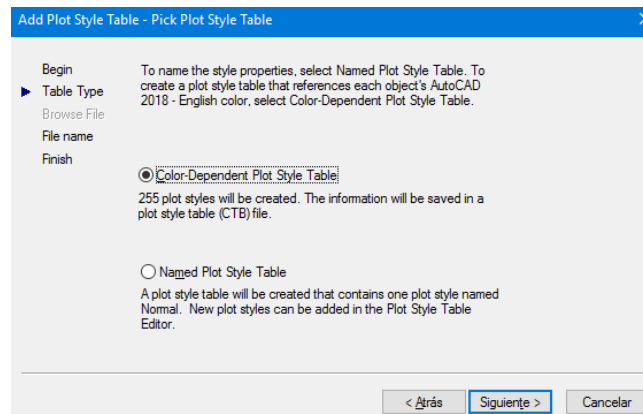 Add Plot Style Table - Pick Plot Style Table
Begin
Table Type
Browse File
File name
Finish
To name the style properties, select Named Plot Style Table. To
create a plot style table that references each object's AutoCAD
2018 - English color, select Color-Dependent Plot Style Table.
Color-Dependent Plot Style Table
255 plot styles will be created. The information will be saved in a
plot style table (CTB) file.
Named Plot Style Table
A plot style table will be created that contains one plot style named
Normal. New plot styles can be added in the Plot Style Table
Editor.
< Atrás
Siguiente >
Cancelar